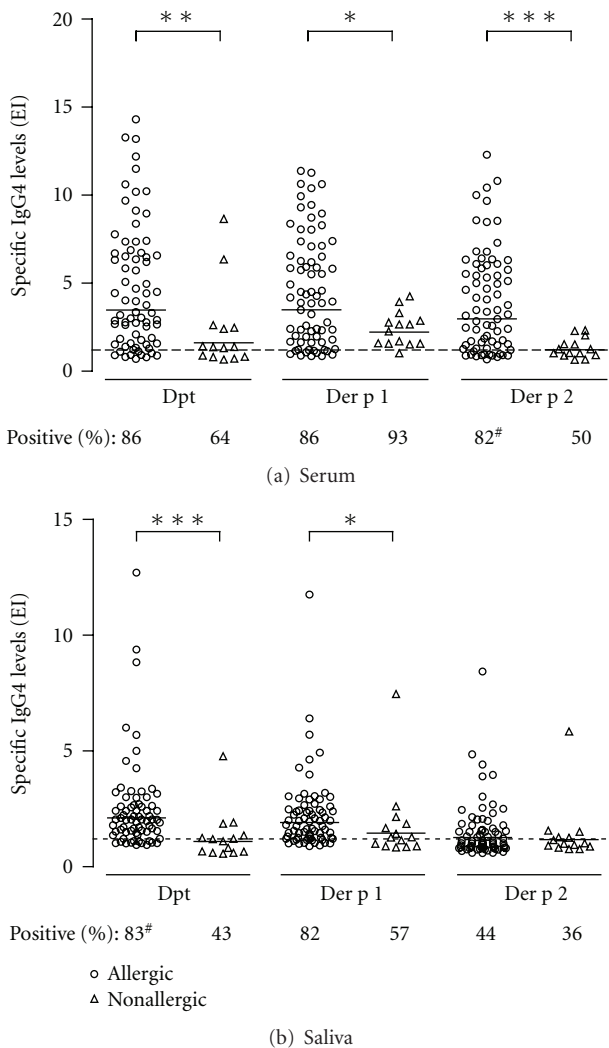 20
∗∗ ∗ ∗∗∗
15
10
5
0
Specific IgG4 levels (EI)
Dpt Der p 1 Der p 2
Positive (%): 86 64 86 93 82# 50
(a) Serum
15
∗∗∗ ∗
10
5
0
Specific IgG4 levels (EI)
Dpt Der p 1 Der p 2
Positive (%): 83# 43 82 57 44 36
Allergic
Nonallergic
(b) Saliva